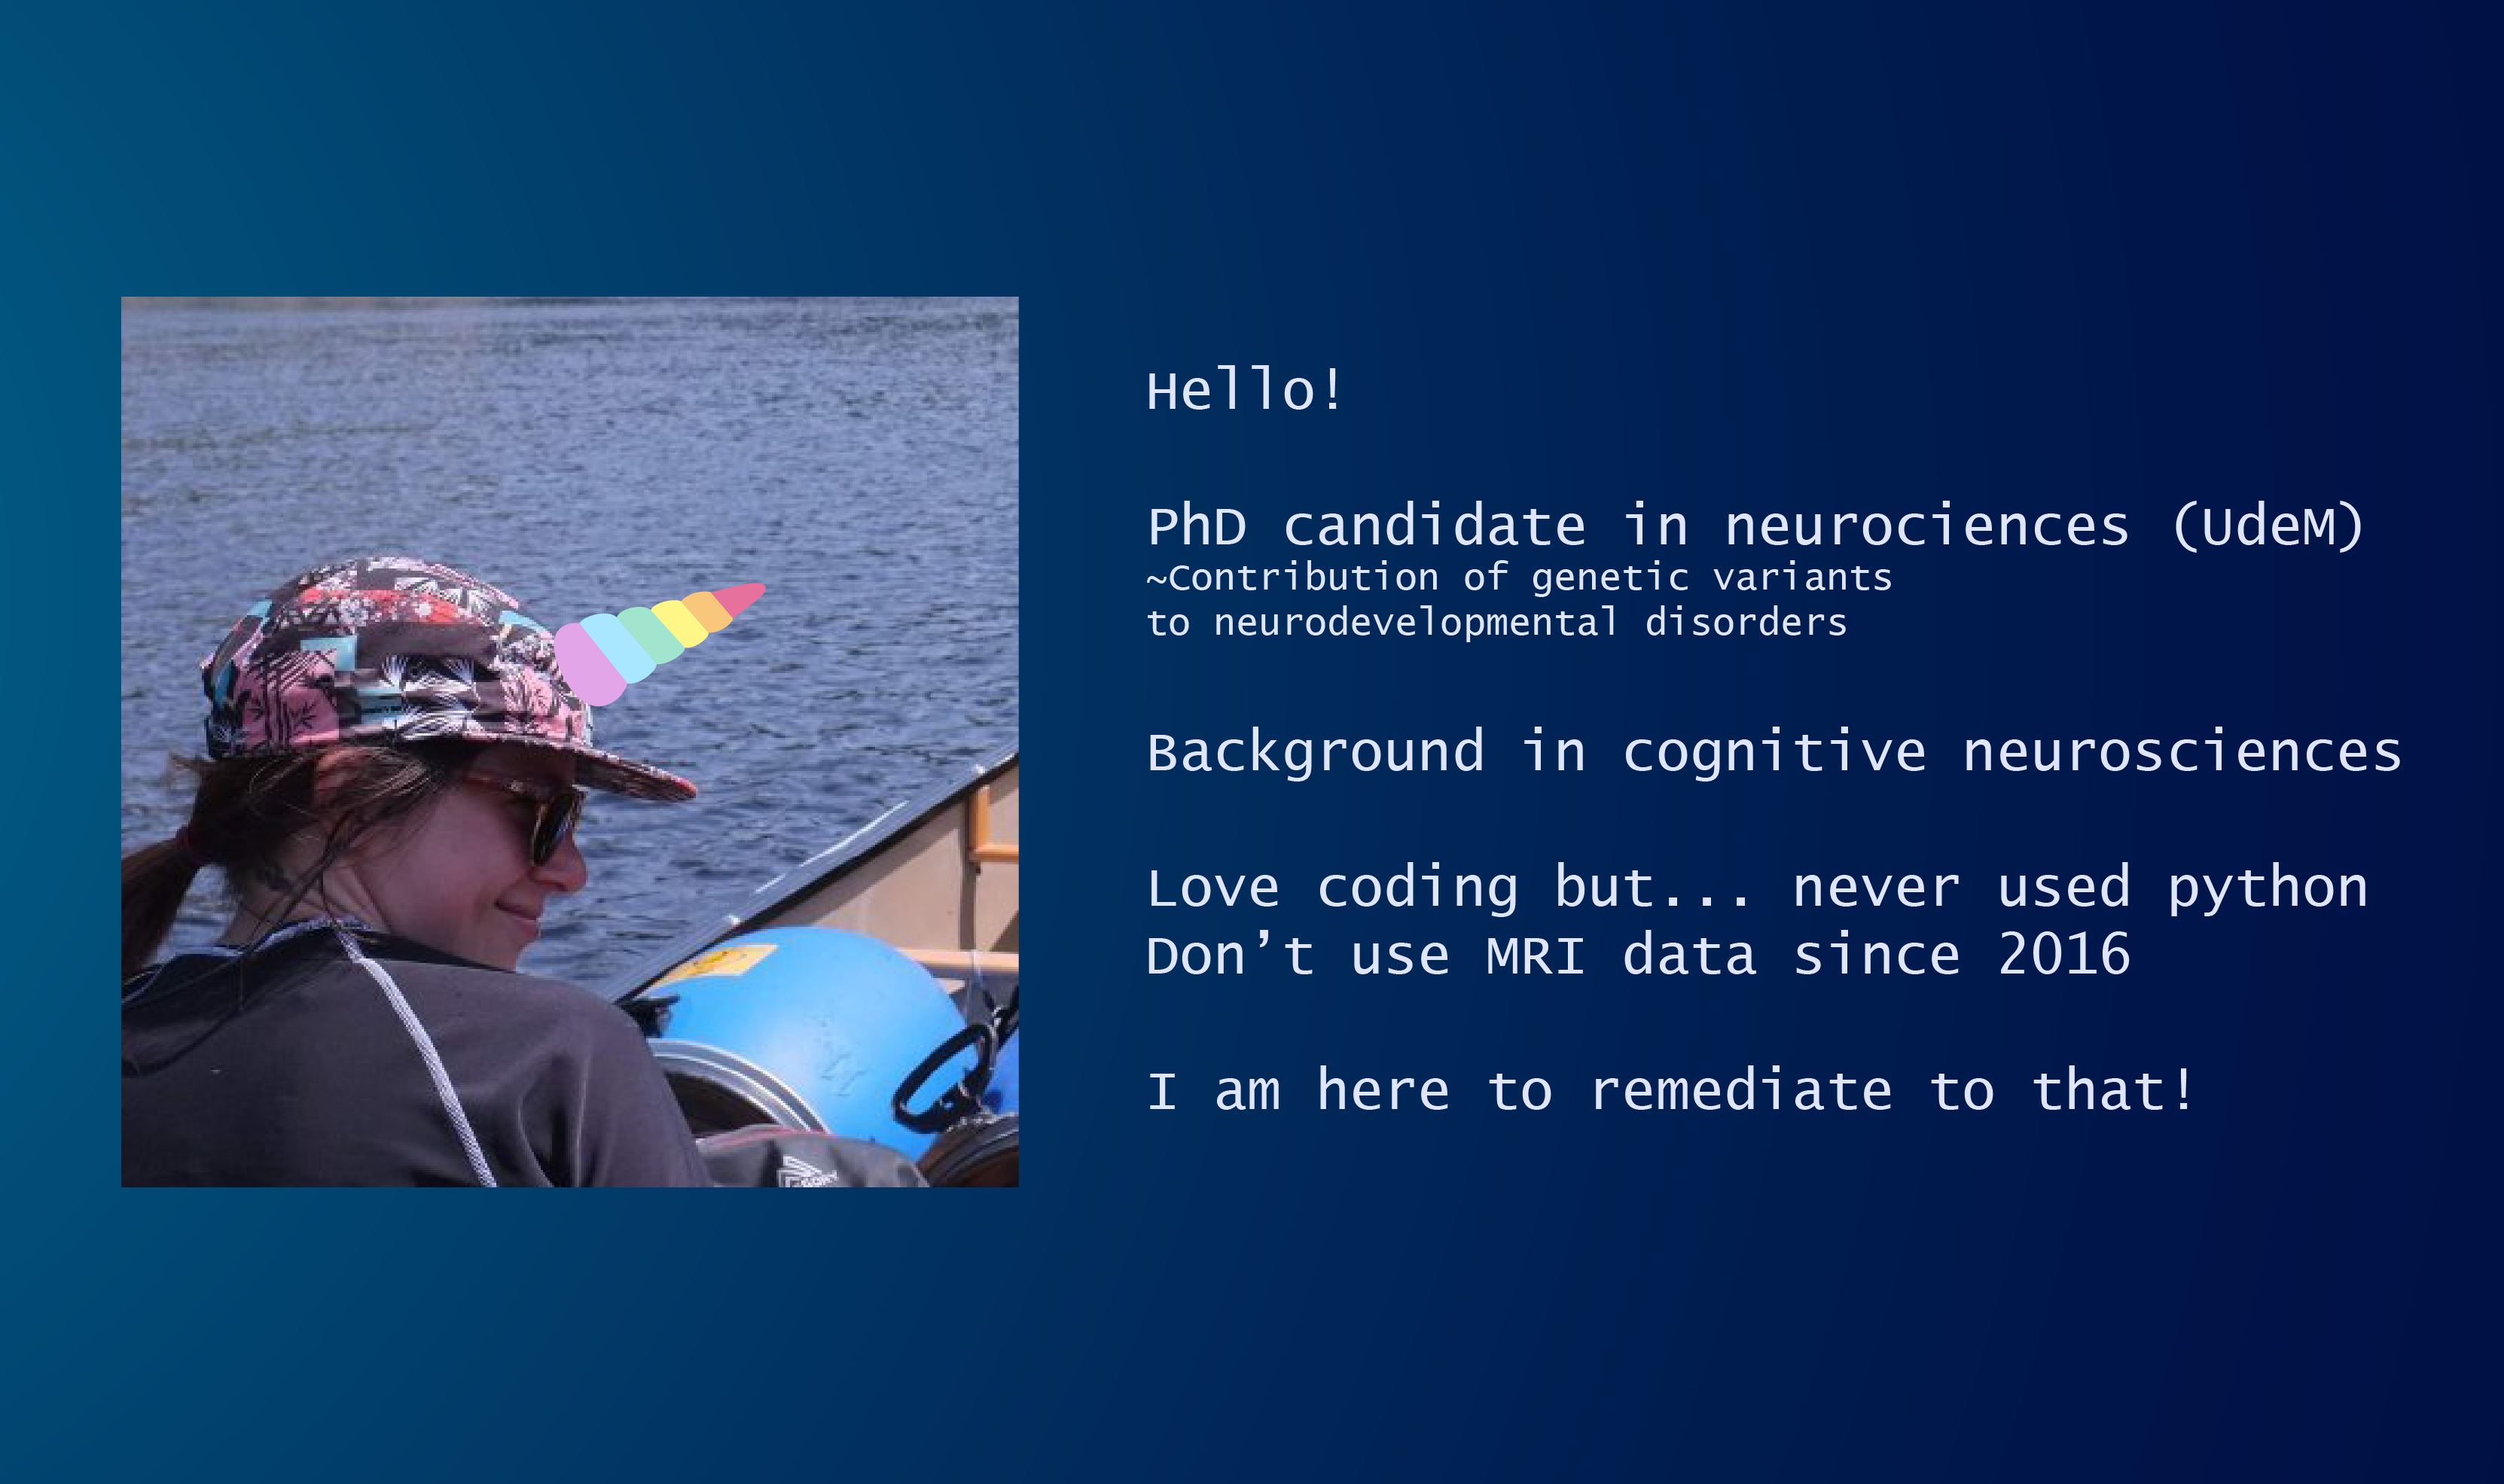 Hello!
PhD candidate in neurociences (UdeM)
~Contribution of genetic variants
to neurodevelopmental disorders
Background in cognitive neurosciences
Love coding but... never used python
Don’t use MRI data since 2016
I am here to remediate to that!